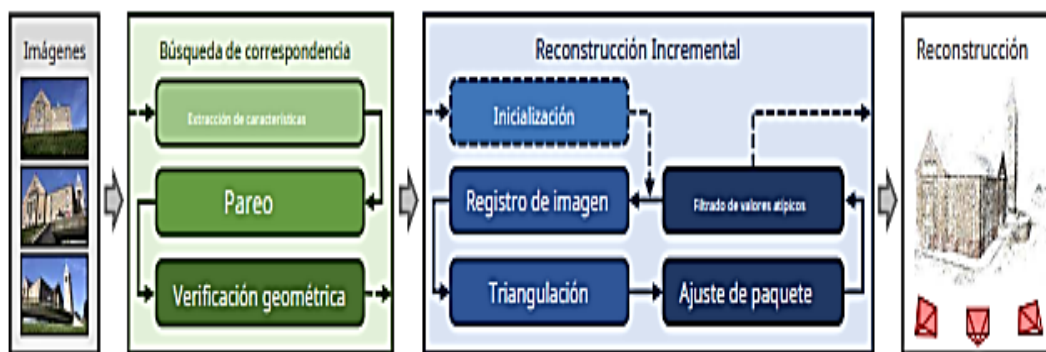 Imágenes
Búsqueda de correspondencia
Extracción de características
Pareo
Verificación geométrica
Reconstrucción Incremental
Inicialización
Registro de imagen
Filtrado de valores atípicos
Triangulación
Ajuste de paquete
Reconstrucción